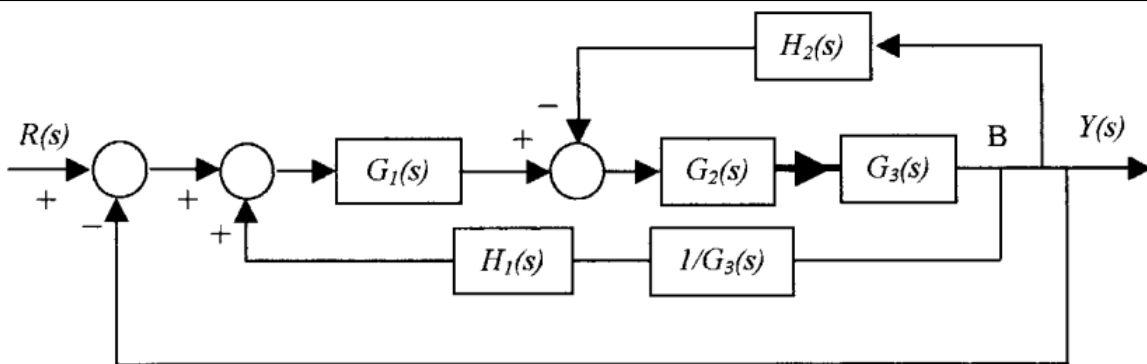 H₂(s)
−
R(s) + B Y(s)
G₁(s) G₂(s) G₃(s)
+ + − +
H₁(s) 1/G₃(s)